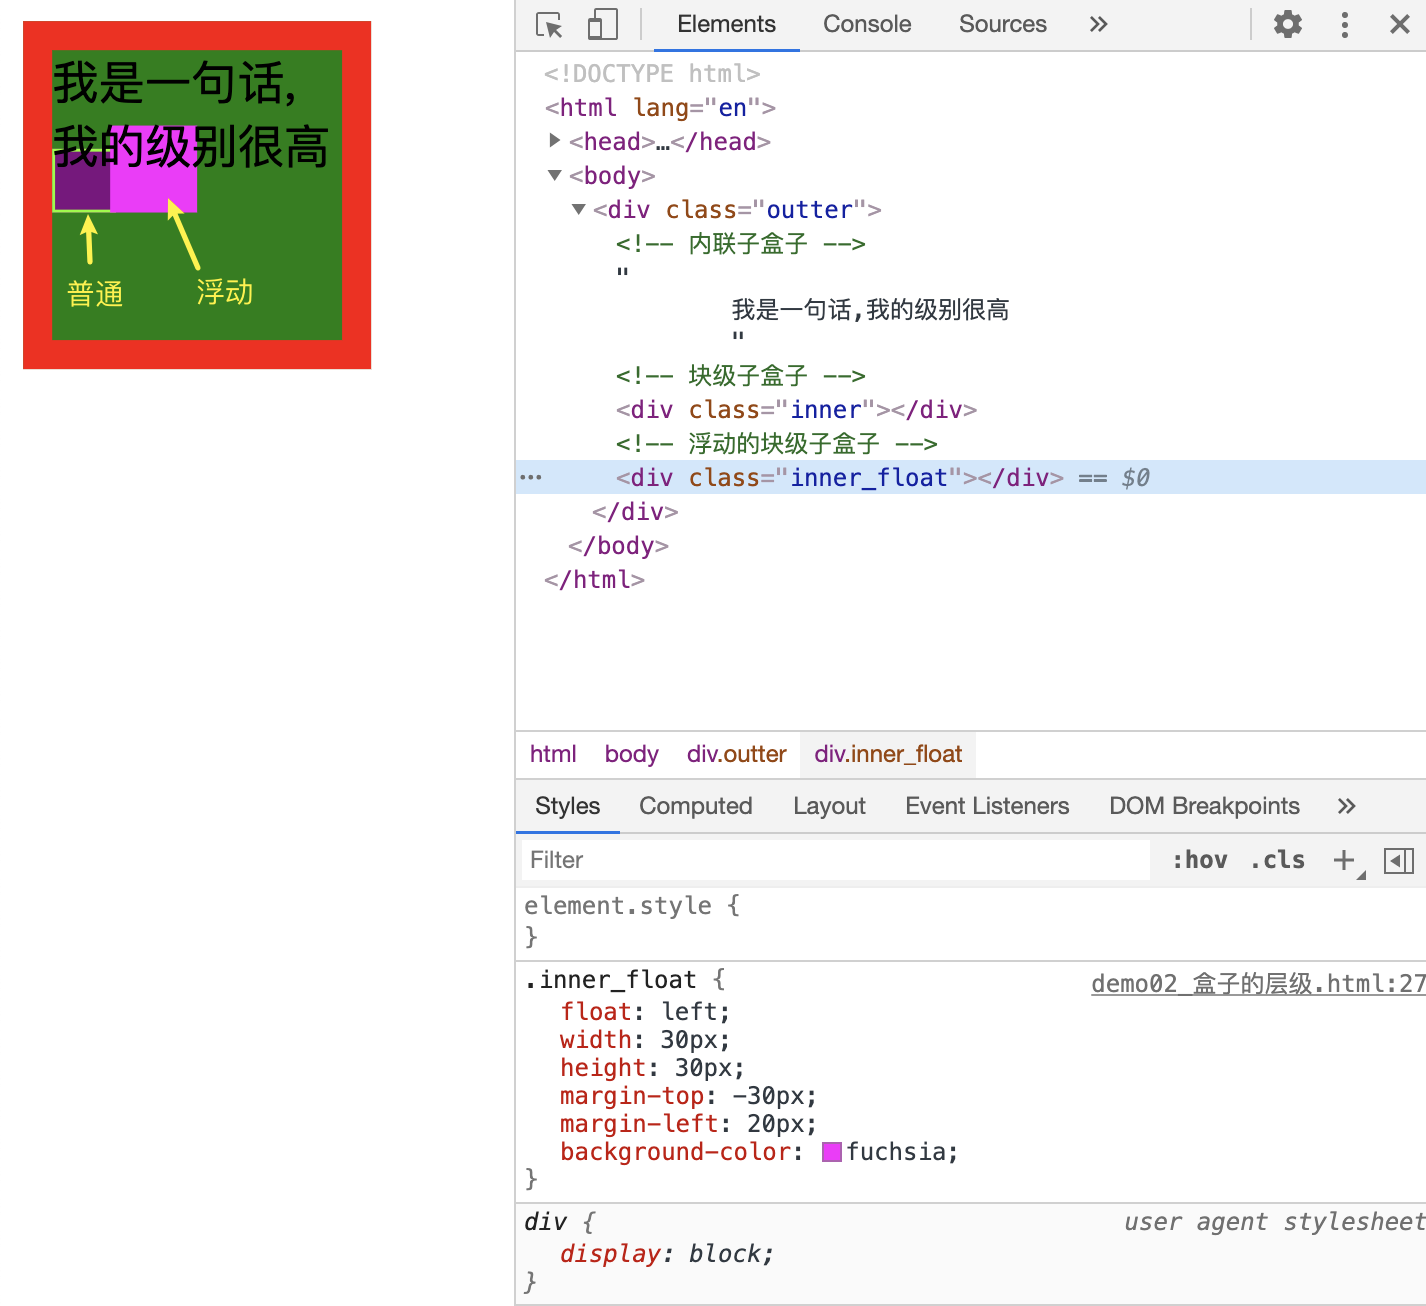 我是一句话,
我的级别很高
普通
浮动
Elements Console Sources »
<!DOCTYPE html>
<html lang="en">
<head>…</head>
<body>
<div class="outter">
<!-- 内联子盒子 -->
"
我是一句话,我的级别很高
"
<!-- 块级子盒子 -->
<div class="inner"></div>
<!-- 浮动的块级子盒子 -->
<div class="inner_float"></div> == $0
</div>
</body>
</html>
html body div.outter div.inner_float
Styles Computed Layout Event Listeners DOM Breakpoints »
Filter :hov .cls +
element.style {
}
.inner_float { demo02_盒子的层级.html:27
float: left;
width: 30px;
height: 30px;
margin-top: -30px;
margin-left: 20px;
background-color: fuchsia;
}
div { user agent stylesheet
display: block;
}